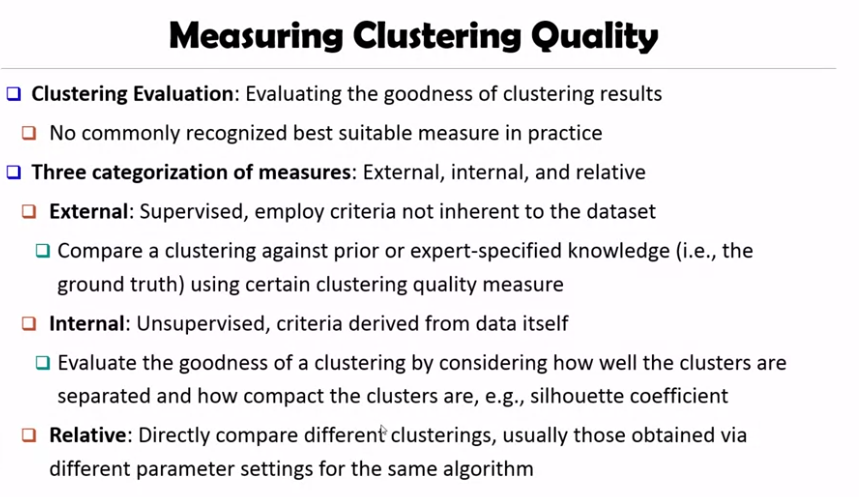 Measuring Clustering Quality
Clustering Evaluation: Evaluating the goodness of clustering results
No commonly recognized best suitable measure in practice
Three categorization of measures: External, internal, and relative
External: Supervised, employ criteria not inherent to the dataset
Compare a clustering against prior or expert-specified knowledge (i.e., the
ground truth) using certain clustering quality measure
Internal: Unsupervised, criteria derived from data itself
Evaluate the goodness of a clustering by considering how well the clusters are
separated and how compact the clusters are, e.g., silhouette coefficient
Relative: Directly compare different clusterings, usually those obtained via
different parameter settings for the same algorithm